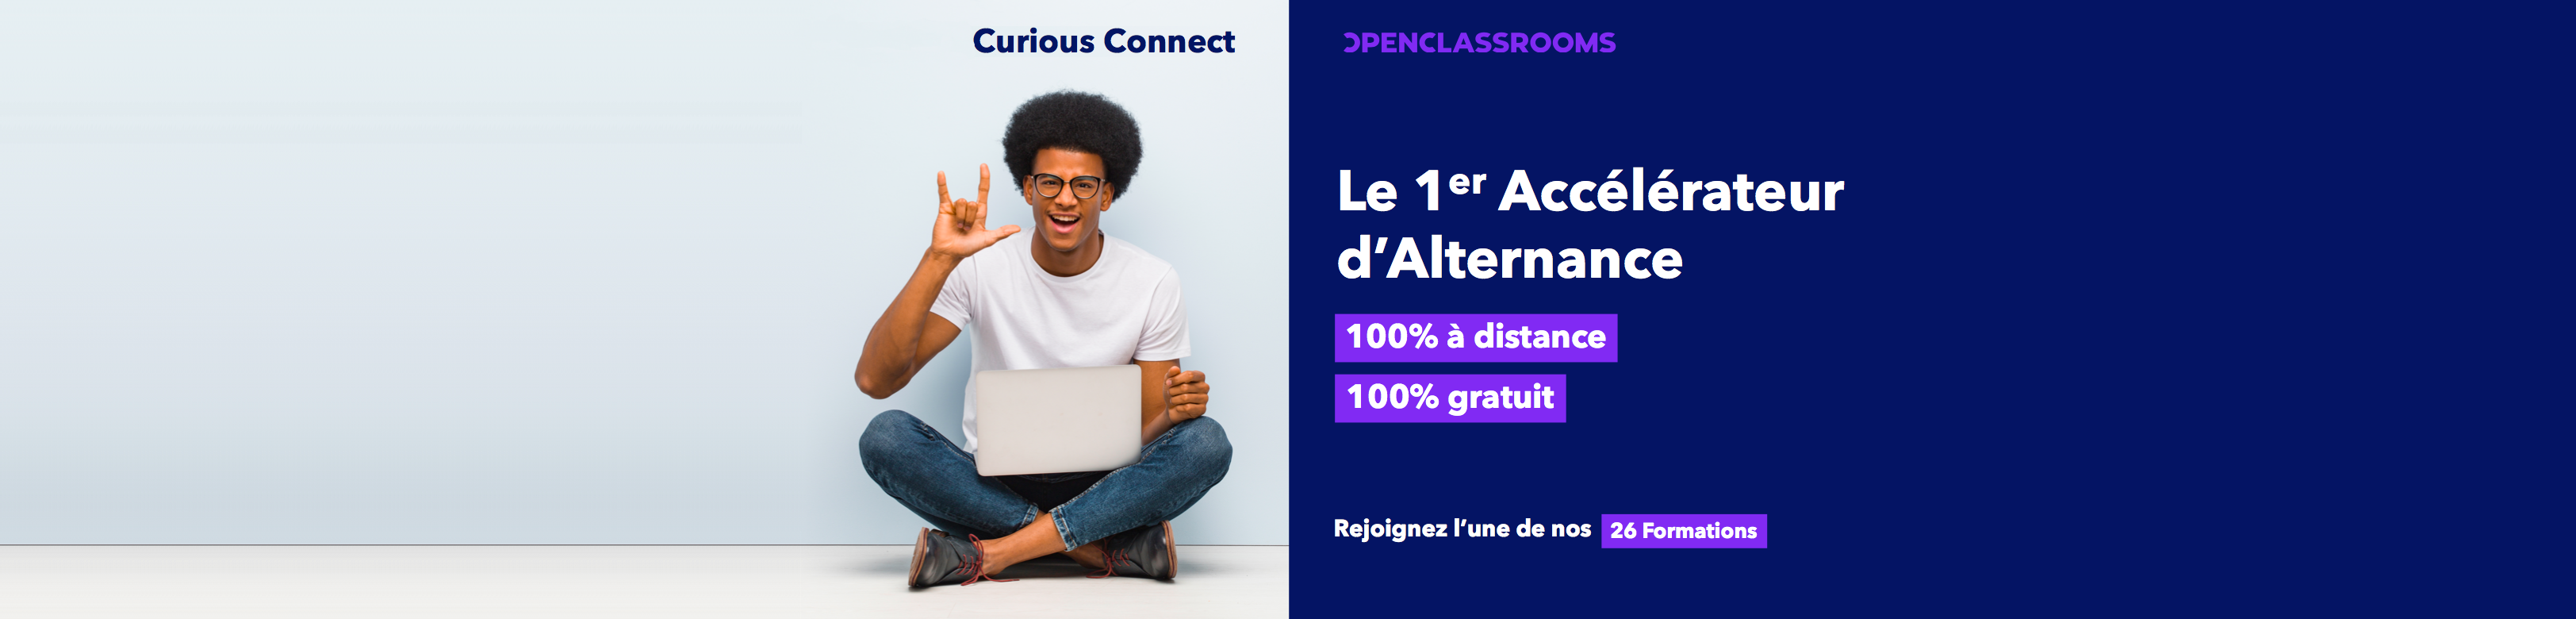 Curious Connect
OPENCLASSROOMS
Le 1er Accélérateur
d’Alternance
100% à distance
100% gratuit
Rejoignez l’une de nos 26 Formations